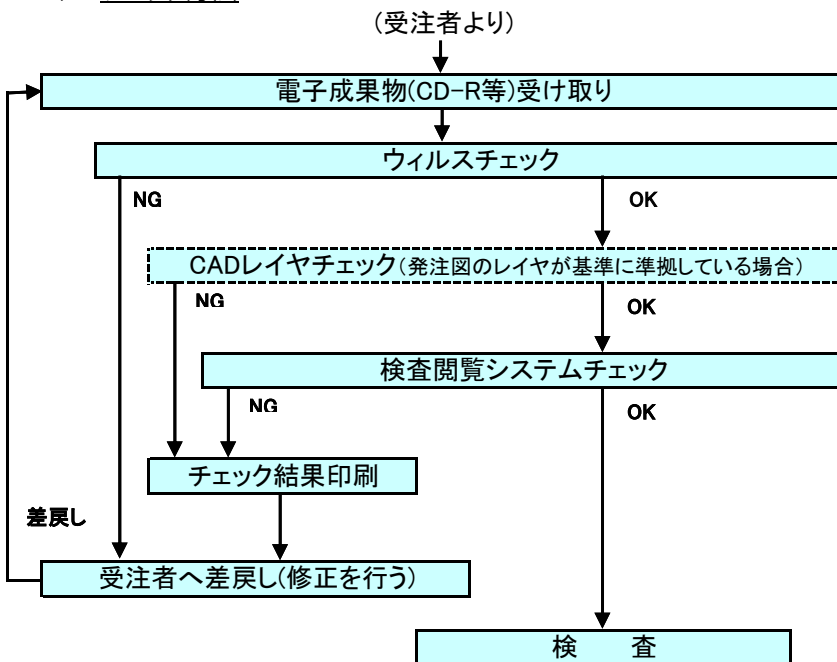 (受注者より)
電子成果物(CD-R等)受け取り
ウィルスチェック
NG
OK
CADレイヤチェック(発注図のレイヤが基準に準拠している場合)
NG
OK
検査閲覧システムチェック
NG
OK
チェック結果印刷
差戻し
受注者へ差戻し(修正を行う)
検　査